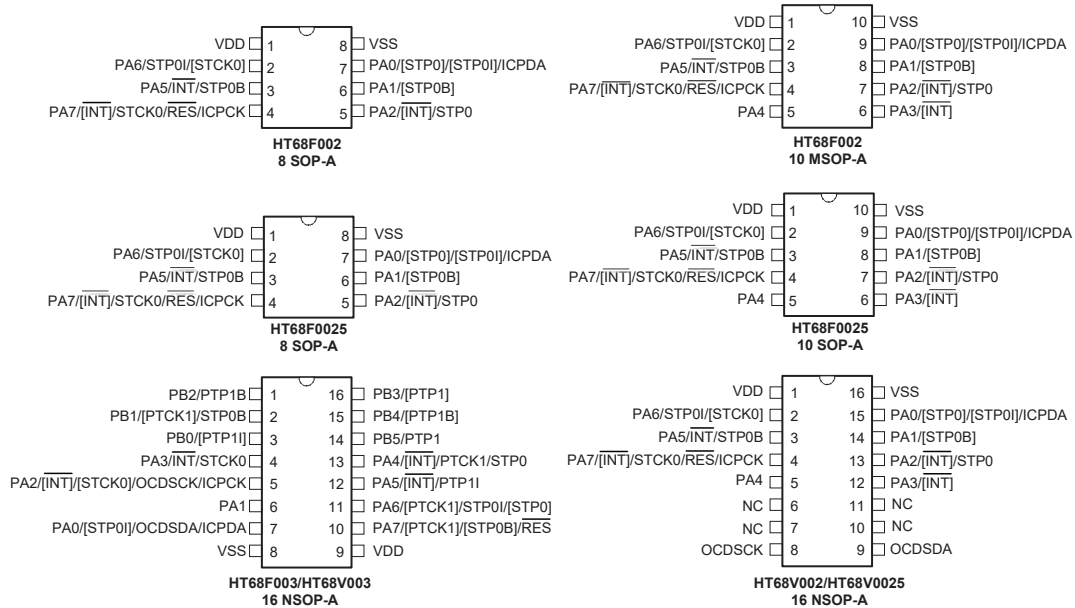 VDD 1 8 VSS
PA6/STP0I/[STCK0] 2 7 PA0/[STP0]/[STP0I]/ICPDA
PA5/INT/STP0B 3 6 PA1/[STP0B]
PA7/[INT]/STCK0/RES/ICPCK 4 5 PA2/[INT]/STP0
HT68F002
8 SOP-A
VDD 1 10 VSS
PA6/STP0I/[STCK0] 2 9 PA0/[STP0]/[STP0I]/ICPDA
PA5/INT/STP0B 3 8 PA1/[STP0B]
PA7/[INT]/STCK0/RES/ICPCK 4 7 PA2/[INT]/STP0
PA4 5 6 PA3/[INT]
HT68F002
10 MSOP-A
VDD 1 8 VSS
PA6/STP0I/[STCK0] 2 7 PA0/[STP0]/[STP0I]/ICPDA
PA5/INT/STP0B 3 6 PA1/[STP0B]
PA7/[INT]/STCK0/RES/ICPCK 4 5 PA2/[INT]/STP0
HT68F0025
8 SOP-A
VDD 1 10 VSS
PA6/STP0I/[STCK0] 2 9 PA0/[STP0]/[STP0I]/ICPDA
PA5/INT/STP0B 3 8 PA1/[STP0B]
PA7/[INT]/STCK0/RES/ICPCK 4 7 PA2/[INT]/STP0
PA4 5 6 PA3/[INT]
HT68F0025
10 SOP-A
PB2/PTP1B 1 16 PB3/[PTP1]
PB1/[PTCK1]/STP0B 2 15 PB4/[PTP1B]
PB0/[PTP1I] 3 14 PB5/PTP1
PA3/INT/STCK0 4 13 PA4/[INT]/PTCK1/STP0
PA2/[INT]/[STCK0]/OCDSCK/ICPCK 5 12 PA5/[INT]/PTP1I
PA1 6 11 PA6/[PTCK1]/STP0I/[STP0]
PA0/[STP0I]/OCDSDA/ICPDA 7 10 PA7/[PTCK1]/[STP0B]/RES
VSS 8 9 VDD
HT68F003/HT68V003
16 NSOP-A
VDD 1 16 VSS
PA6/STP0I/[STCK0] 2 15 PA0/[STP0]/[STP0I]/ICPDA
PA5/INT/STP0B 3 14 PA1/[STP0B]
PA7/[INT]/STCK0/RES/ICPCK 4 13 PA2/[INT]/STP0
PA4 5 12 PA3/[INT]
NC 6 11 NC
NC 7 10 NC
OCDSCK 8 9 OCDSDA
HT68V002/HT68V0025
16 NSOP-A